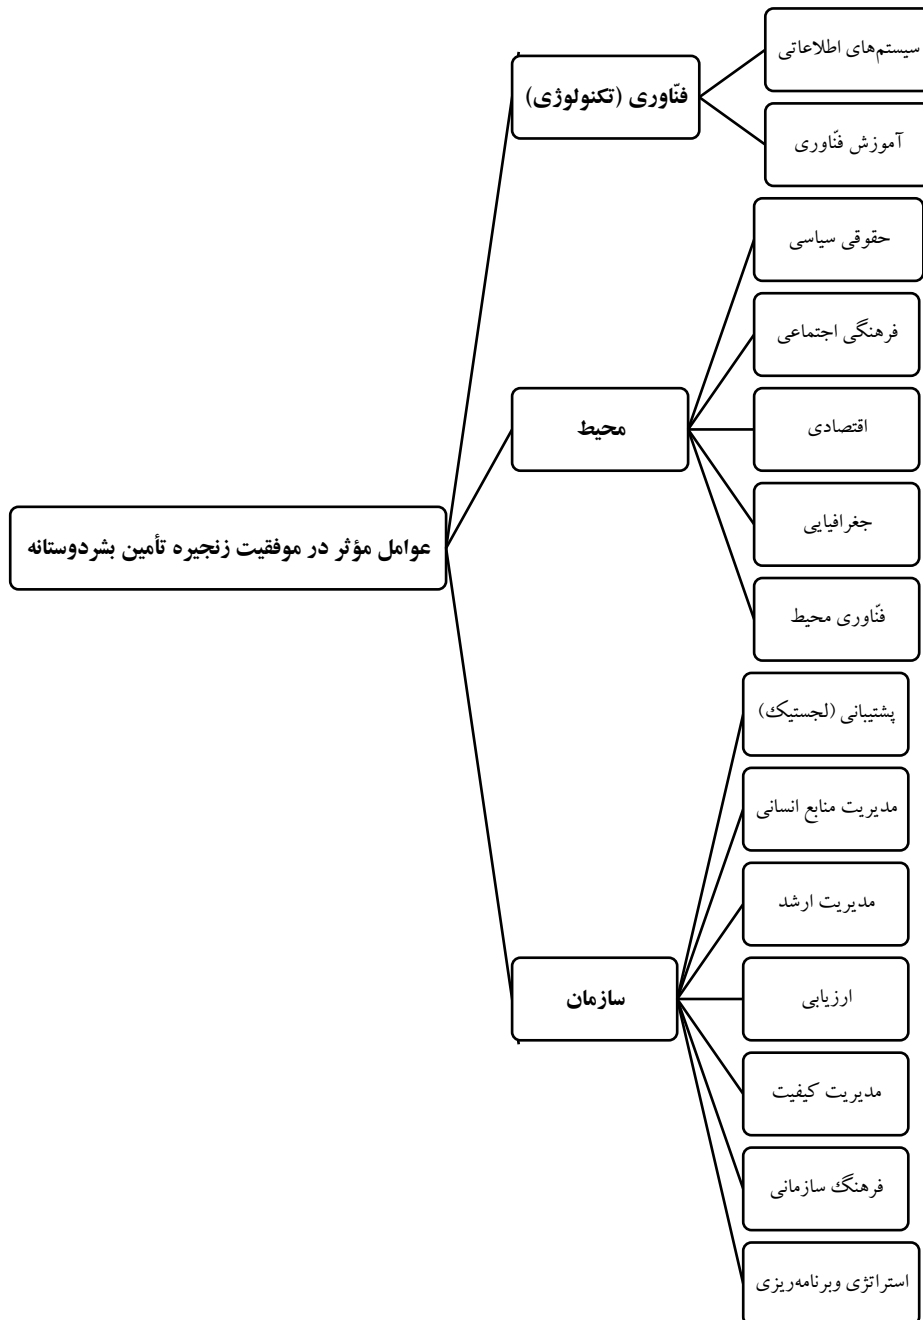 عوامل مؤثر در موفقیت زنجیره تأمین بشردوستانه
فنّاوری (تکنولوژی)
سیستم‌های اطلاعاتی
آموزش فنّاوری
محیط
حقوقی سیاسی
فرهنگی اجتماعی
اقتصادی
جغرافیایی
فنّاوری محیط
سازمان
پشتیبانی (لجستیک)
مدیریت منابع انسانی
مدیریت ارشد
ارزیابی
مدیریت کیفیت
فرهنگ سازمانی
استراتژی وبرنامه‌ریزی